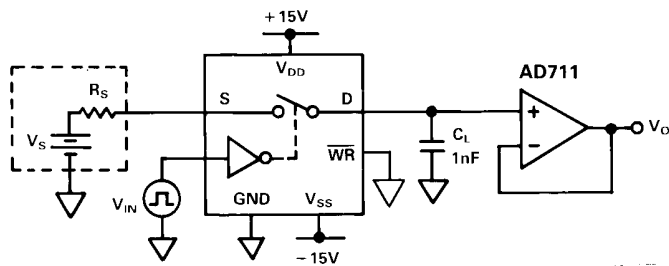 +15V
VDD
AD711
RS
S
D
VO
VS
WR
CL
1nF
VIN
GND
VSS
−15V
+
−